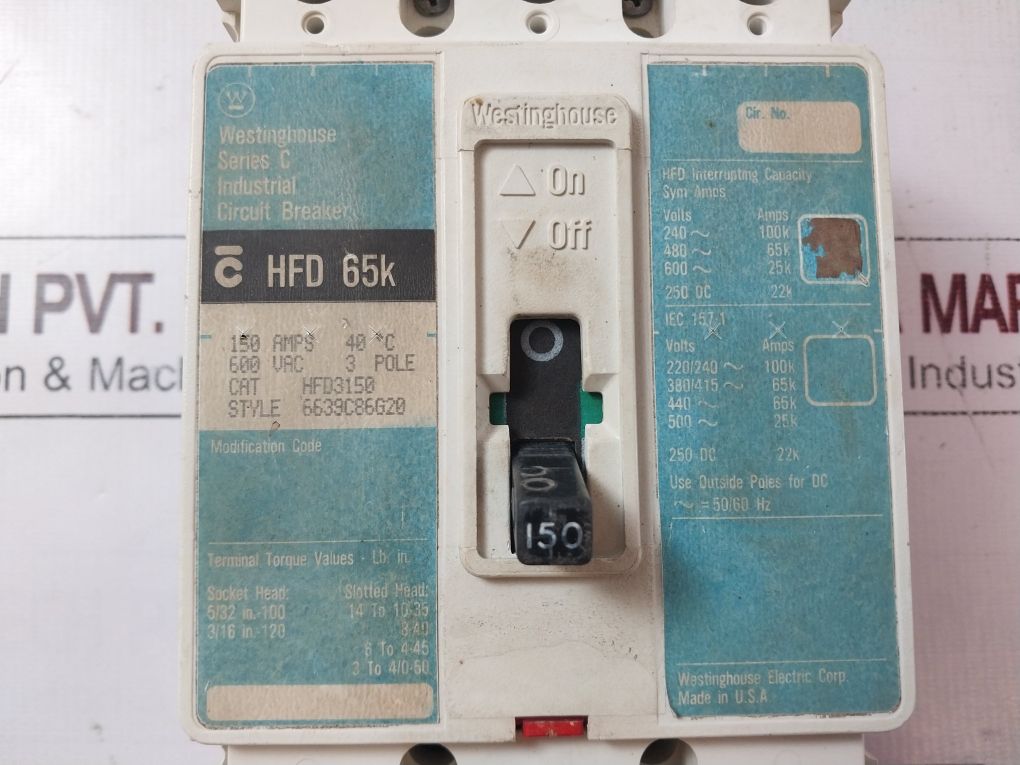 Westinghouse
Series C
Industrial
Circuit Breaker
C HFD 65k
150 AMPS 40 °C
600 VAC 3 POLE
CAT HFD3150
STYLE 6639C86G20
Modification Code
Terminal Torque Values - Lb. in.
Socket Head: Slotted Head:
5/32 in.-100 14 To 10-35
3/16 in.-120 8-40
6 To 4-45
3 To 4/0-50
Westinghouse
△ On
▽ Off
O
150
Cir. No.
HFD Interrupting Capacity
Sym Amps
Volts Amps
240 ~ 100k
480 ~ 65k
600 ~ 25k
250 DC 22k
IEC 157-1
Volts Amps
220/240 ~ 100k
380/415 ~ 65k
440 ~ 65k
500 ~ 25k
250 DC 22k
Use Outside Poles for DC
~ = 50/60 Hz
Westinghouse Electric Corp.
Made in U.S.A.
N PVT.
on & Mac
MAR
Indust